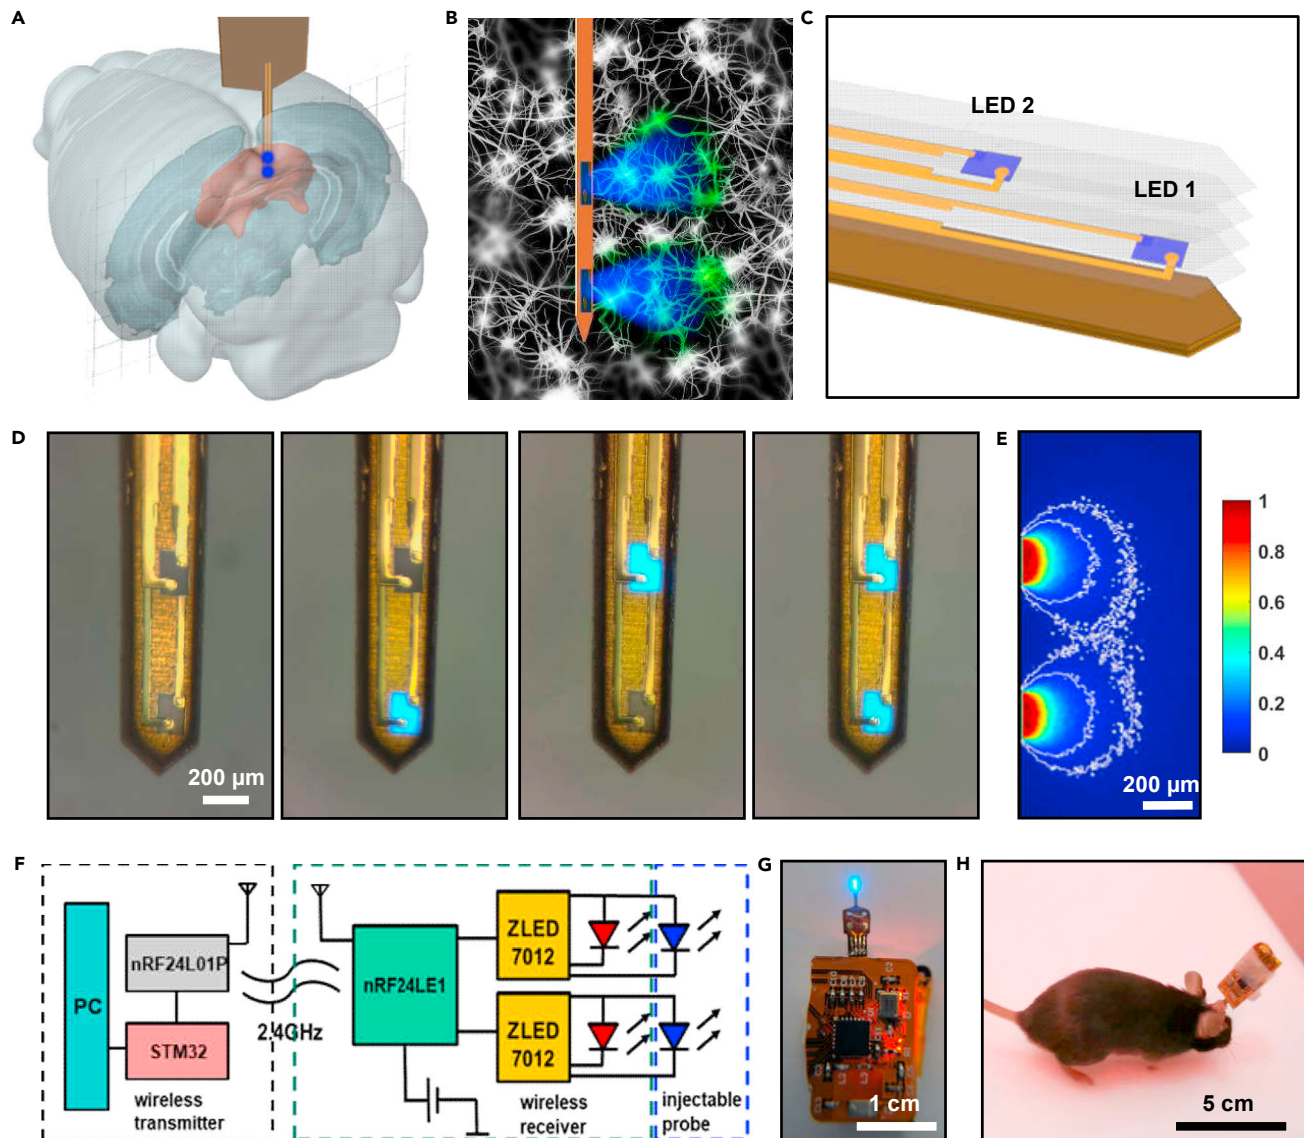 A
B
C
LED 2
LED 1
D
200 µm
E
1
0.8
0.6
0.4
0.2
0
200 µm
F
PC
nRF24L01P
STM32
wireless
transmitter
2.4GHz
nRF24LE1
ZLED
7012
ZLED
7012
wireless
receiver
injectable
probe
G
1 cm
H
5 cm